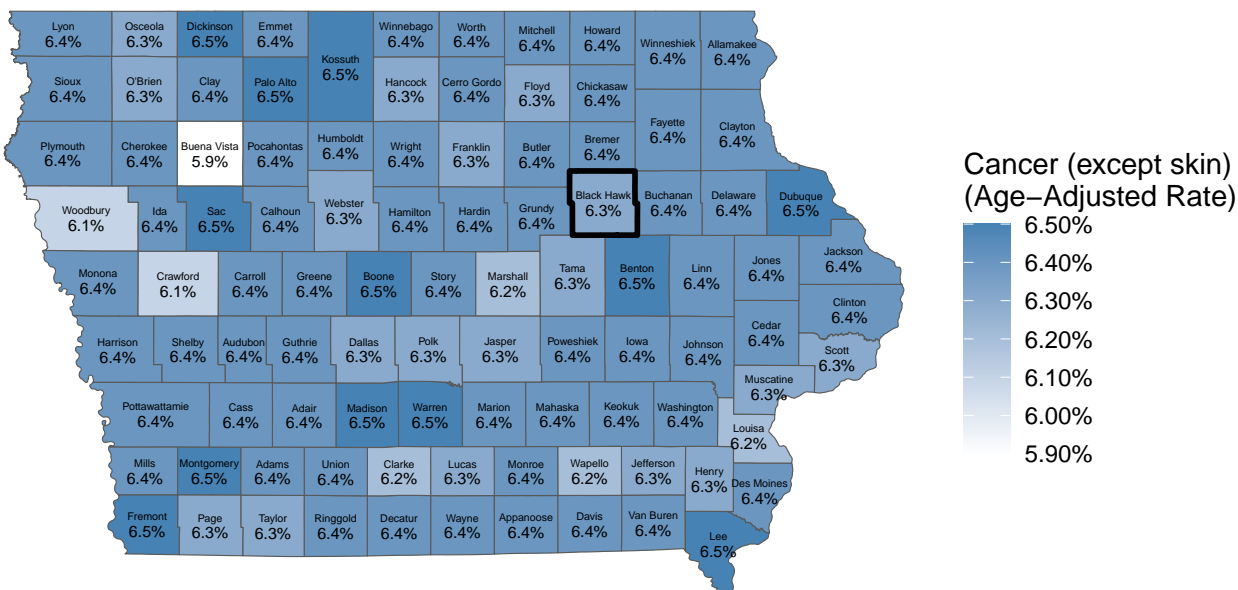 Lyon
6.4%
Osceola
6.3%
Dickinson
6.5%
Emmet
6.4%
Kossuth
6.5%
Winnebago
6.4%
Worth
6.4%
Mitchell
6.4%
Howard
6.4%
Winneshiek
6.4%
Allamakee
6.4%
Sioux
6.4%
O'Brien
6.3%
Clay
6.4%
Palo Alto
6.5%
Hancock
6.3%
Cerro Gordo
6.4%
Floyd
6.3%
Chickasaw
6.4%
Fayette
6.4%
Clayton
6.4%
Plymouth
6.4%
Cherokee
6.4%
Buena Vista
5.9%
Pocahontas
6.4%
Humboldt
6.4%
Wright
6.4%
Franklin
6.3%
Butler
6.4%
Bremer
6.4%
Woodbury
6.1%
Ida
6.4%
Sac
6.5%
Calhoun
6.4%
Webster
6.3%
Hamilton
6.4%
Hardin
6.4%
Grundy
6.4%
Black Hawk
6.3%
Buchanan
6.4%
Delaware
6.4%
Dubuque
6.5%
Monona
6.4%
Crawford
6.1%
Carroll
6.4%
Greene
6.4%
Boone
6.5%
Story
6.4%
Marshall
6.2%
Tama
6.3%
Benton
6.5%
Linn
6.4%
Jones
6.4%
Jackson
6.4%
Clinton
6.4%
Harrison
6.4%
Shelby
6.4%
Audubon
6.4%
Guthrie
6.4%
Dallas
6.3%
Polk
6.3%
Jasper
6.3%
Poweshiek
6.4%
Iowa
6.4%
Johnson
6.4%
Cedar
6.4%
Scott
6.3%
Muscatine
6.3%
Pottawattamie
6.4%
Cass
6.4%
Adair
6.4%
Madison
6.5%
Warren
6.5%
Marion
6.4%
Mahaska
6.4%
Keokuk
6.4%
Washington
6.4%
Louisa
6.2%
Mills
6.4%
Montgomery
6.5%
Adams
6.4%
Union
6.4%
Clarke
6.2%
Lucas
6.3%
Monroe
6.4%
Wapello
6.2%
Jefferson
6.3%
Henry
6.3%
Des Moines
6.4%
Fremont
6.5%
Page
6.3%
Taylor
6.3%
Ringgold
6.4%
Decatur
6.4%
Wayne
6.4%
Appanoose
6.4%
Davis
6.4%
Van Buren
6.4%
Lee
6.5%
Cancer (except skin)
(Age−Adjusted Rate)
6.50%
6.40%
6.30%
6.20%
6.10%
6.00%
5.90%